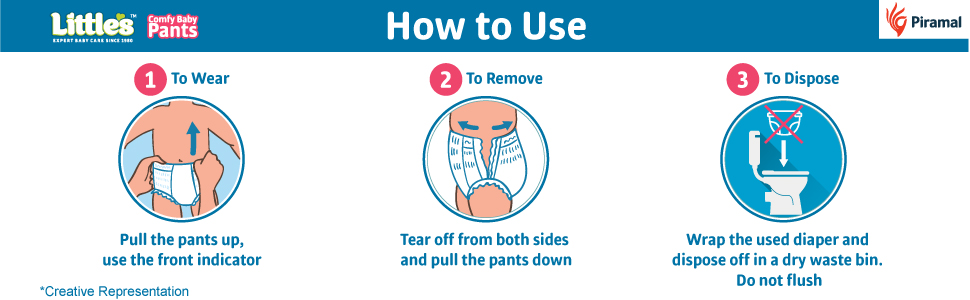 Little's™
EXPERT BABY CARE SINCE 1980
Comfy Baby
Pants
How to Use
Piramal
1 To Wear
2 To Remove
3 To Dispose
Pull the pants up,
use the front indicator
Tear off from both sides
and pull the pants down
Wrap the used diaper and
dispose off in a dry waste bin.
Do not flush
*Creative Representation